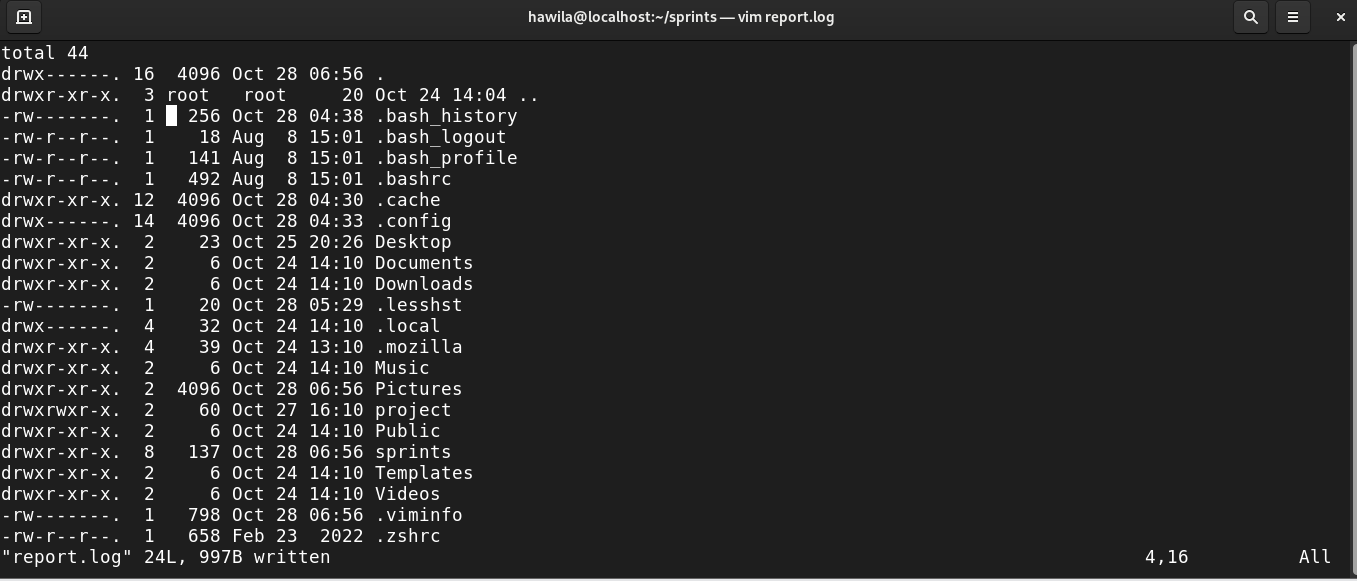 hawila@localhost:~/sprints — vim report.log
total 44
drwx------. 16  4096 Oct 28 06:56 .
drwxr-xr-x.  3 root   root     20 Oct 24 14:04 ..
-rw-------. 1   256 Oct 28 04:38 .bash_history
-rw-r--r--.  1    18 Aug  8 15:01 .bash_logout
-rw-r--r--.  1   141 Aug  8 15:01 .bash_profile
-rw-r--r--.  1   492 Aug  8 15:01 .bashrc
drwxr-xr-x. 12  4096 Oct 28 04:30 .cache
drwx------. 14  4096 Oct 28 04:33 .config
drwxr-xr-x.  2    23 Oct 25 20:26 Desktop
drwxr-xr-x.  2     6 Oct 24 14:10 Documents
drwxr-xr-x.  2     6 Oct 24 14:10 Downloads
-rw-------.  1    20 Oct 28 05:29 .lesshst
drwx------.  4    32 Oct 24 14:10 .local
drwxr-xr-x.  4    39 Oct 24 13:10 .mozilla
drwxr-xr-x.  2     6 Oct 24 14:10 Music
drwxr-xr-x.  2  4096 Oct 28 06:56 Pictures
drwxrwxr-x.  2    60 Oct 27 16:10 project
drwxr-xr-x.  2     6 Oct 24 14:10 Public
drwxr-xr-x.  8   137 Oct 28 06:56 sprints
drwxr-xr-x.  2     6 Oct 24 14:10 Templates
drwxr-xr-x.  2     6 Oct 24 14:10 Videos
-rw-------.  1   798 Oct 28 06:56 .viminfo
-rw-r--r--.  1   658 Feb 23  2022 .zshrc
"report.log" 24L, 997B written 4,16 All